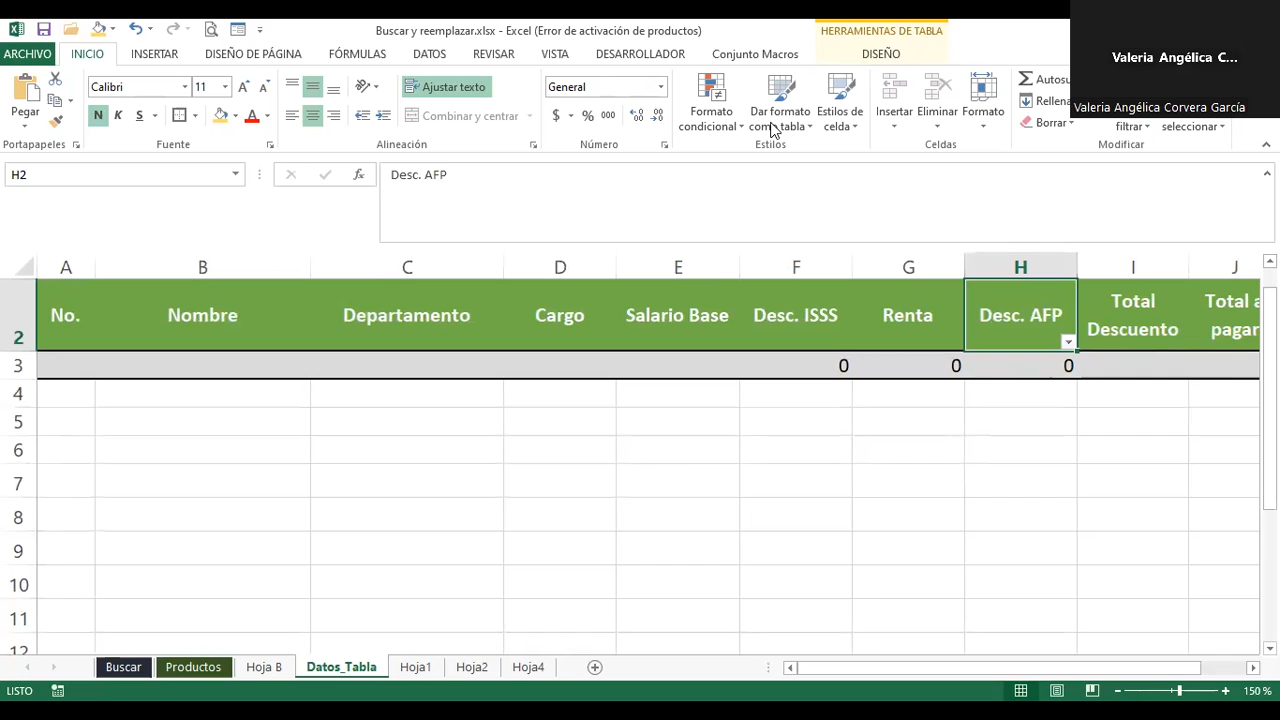 Buscar y reemplazar.xlsx - Excel (Error de activación de productos)
HERRAMIENTAS DE TABLA
Valeria Angélica C...
Valeria Angélica Corvera García
ARCHIVO INICIO INSERTAR DISEÑO DE PÁGINA FÓRMULAS DATOS REVISAR VISTA DESARROLLADOR Conjunto Macros DISEÑO
Pegar
Calibri 11
N K S
Ajustar texto
Combinar y centrar
General
$ % 000
Formato condicional
Dar formato como tabla
Estilos de celda
Insertar
Eliminar
Formato
Autosu
Rellena
Borrar
filtrar
seleccionar
Portapapeles Fuente Alineación Número Estilos Celdas Modificar
H2 fx Desc. AFP
A B C D E F G H I J
2 No. Nombre Departamento Cargo Salario Base Desc. ISSS Renta Desc. AFP Total Descuento Total a pagar
3 0 0 0
4
5
6
7
8
9
10
11
12
Buscar Productos Hoja B Datos_Tabla Hoja1 Hoja2 Hoja4
LISTO 150 %